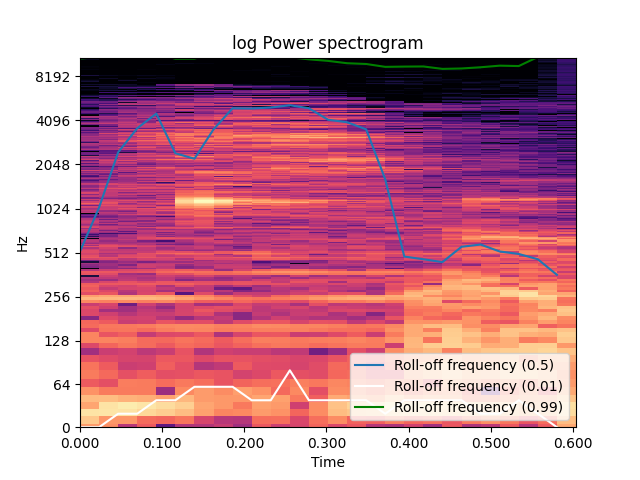 log Power spectrogram
8192
4096
2048
1024
512
256
128
64
0
Hz
Roll-off frequency (0.5)
Roll-off frequency (0.01)
Roll-off frequency (0.99)
0.000 0.100 0.200 0.300 0.400 0.500 0.600
Time